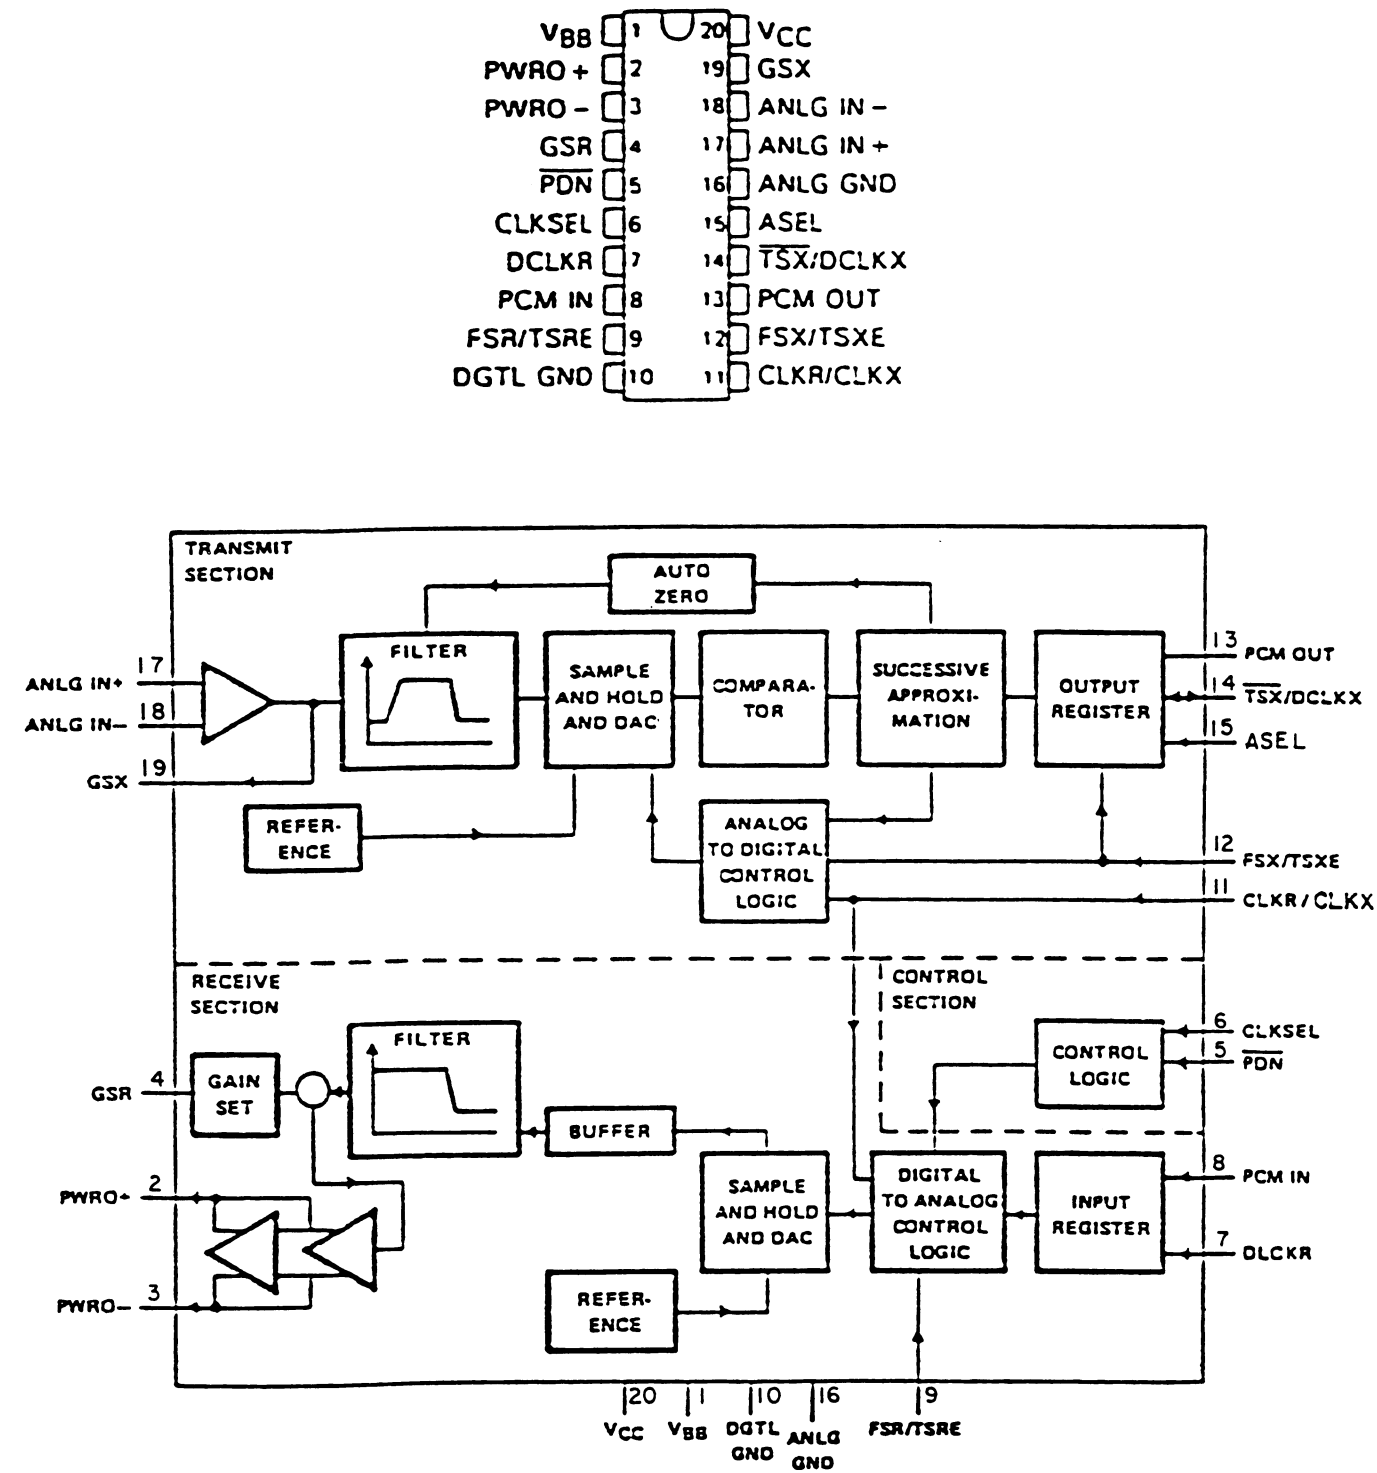 VBB 1 20 VCC
PWRO + 2 19 GSX
PWRO - 3 18 ANLG IN -
GSR 4 17 ANLG IN +
PDN 5 16 ANLG GND
CLKSEL 6 15 ASEL
DCLKR 7 14 TSX/DCLKX
PCM IN 8 13 PCM OUT
FSR/TSRE 9 12 FSX/TSXE
DGTL GND 10 11 CLKR/CLKX
TRANSMIT
SECTION
AUTO
ZERO
17
ANLG IN+
18
ANLG IN-
19
GSX
FILTER
SAMPLE
AND HOLD
AND DAC
COMPARA-
TOR
SUCCESSIVE
APPROXI-
MATION
OUTPUT
REGISTER
13
PCM OUT
14
TSX/DCLKX
15
ASEL
REFER-
ENCE
ANALOG
TO DIGITAL
CONTROL
LOGIC
12
FSX/TSXE
11
CLKR/CLKX
RECEIVE
SECTION
CONTROL
SECTION
4
GSR
GAIN
SET
FILTER
BUFFER
CONTROL
LOGIC
6
CLKSEL
5
PDN
2
PWRO+
3
PWRO-
SAMPLE
AND HOLD
AND DAC
DIGITAL
TO ANALOG
CONTROL
LOGIC
INPUT
REGISTER
8
PCM IN
7
DLCKR
REFER-
ENCE
20
VCC
1
VBB
10
DGTL
GND
16
ANLG
GND
9
FSR/TSRE